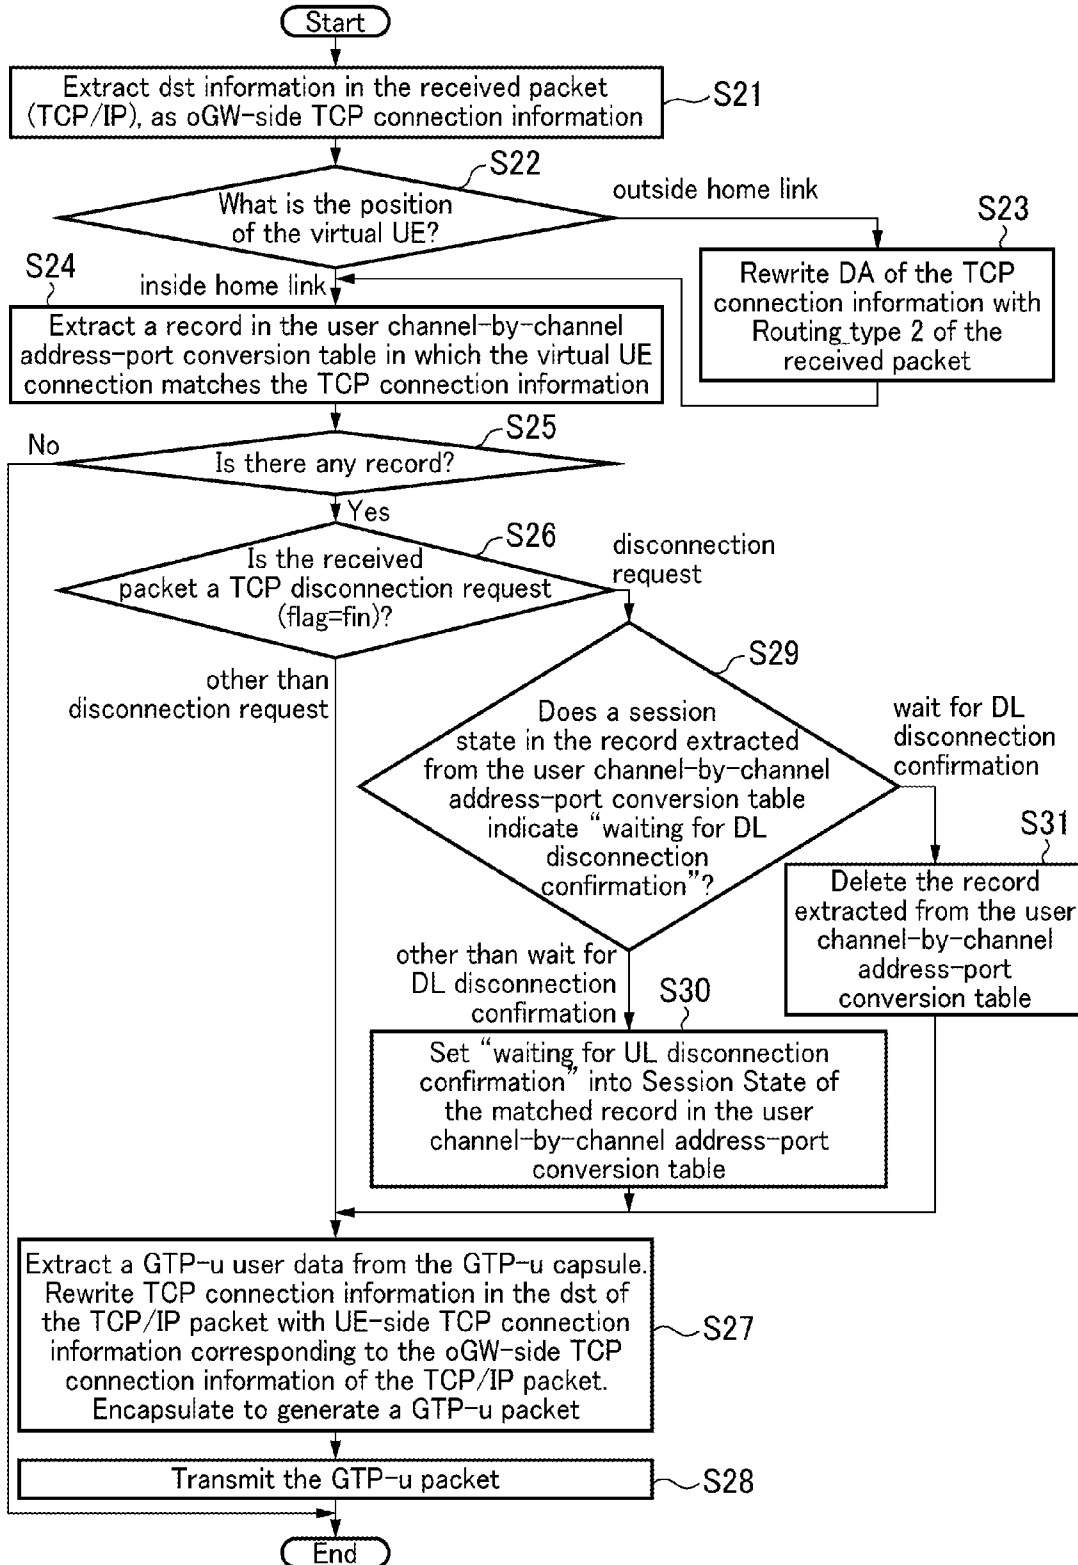 Start
Extract dst information in the received packet
(TCP/IP), as oGW-side TCP connection information
S21
S22
What is the position
of the virtual UE?
outside home link
S23
Rewrite DA of the TCP
connection information with
Routing type 2 of the
received packet
S24
inside home link
Extract a record in the user channel-by-channel
address-port conversion table in which the virtual UE
connection matches the TCP connection information
S25
No
Is there any record?
Yes
S26
Is the received
packet a TCP disconnection request
(flag=fin)?
disconnection
request
other than
disconnection request
S29
Does a session
state in the record extracted
from the user channel-by-channel
address-port conversion table
indicate “waiting for DL
disconnection
confirmation”?
wait for DL
disconnection
confirmation
S31
Delete the record
extracted from the user
channel-by-channel
address-port
conversion table
other than wait for
DL disconnection
confirmation
S30
Set “waiting for UL disconnection
confirmation” into Session State of
the matched record in the user
channel-by-channel address-port
conversion table
Extract a GTP-u user data from the GTP-u capsule.
Rewrite TCP connection information in the dst of
the TCP/IP packet with UE-side TCP connection
information corresponding to the oGW-side TCP
connection information of the TCP/IP packet.
Encapsulate to generate a GTP-u packet
S27
Transmit the GTP-u packet
S28
End